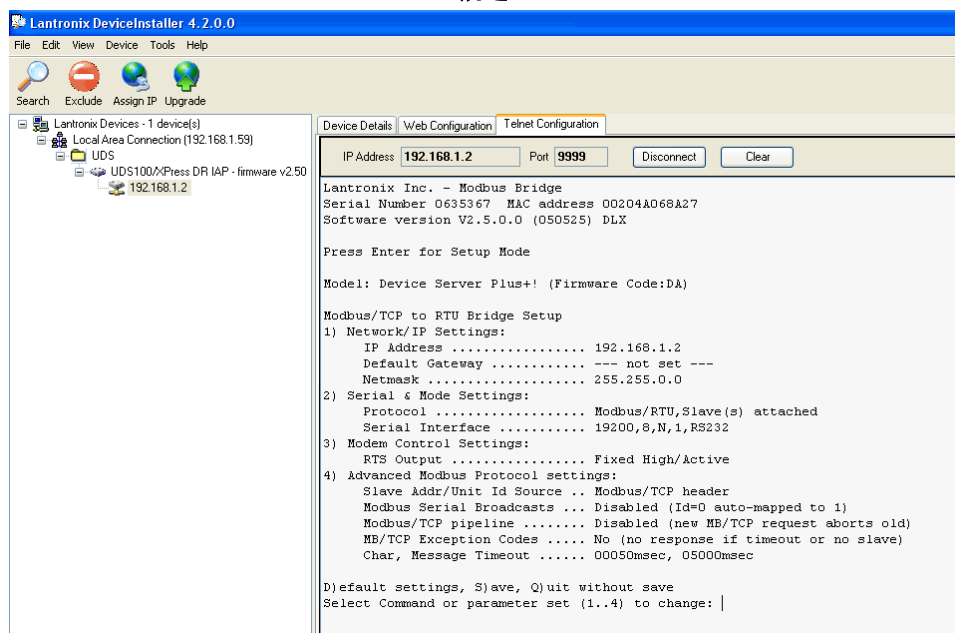 Lantronix DeviceInstaller 4.2.0.0
File Edit View Device Tools Help
Search Exclude Assign IP Upgrade
Lantronix Devices - 1 device(s)
Local Area Connection (192.168.1.59)
UDS
UDS100/XPress DR IAP - firmware v2.50
192.168.1.2
Device Details Web Configuration Telnet Configuration
IP Address 192.168.1.2 Port 9999 Disconnect Clear
Lantronix Inc. - Modbus Bridge
Serial Number 0635367 MAC address 00204A068A27
Software version V2.5.0.0 (050525) DLX
Press Enter for Setup Mode
Model: Device Server Plus+! (Firmware Code:DA)
Modbus/TCP to RTU Bridge Setup
1) Network/IP Settings:
IP Address ................. 192.168.1.2
Default Gateway ............ --- not set ---
Netmask .................... 255.255.0.0
2) Serial & Mode Settings:
Protocol ................... Modbus/RTU,Slave(s) attached
Serial Interface ........... 19200,8,N,1,RS232
3) Modem Control Settings:
RTS Output ................. Fixed High/Active
4) Advanced Modbus Protocol settings:
Slave Addr/Unit Id Source .. Modbus/TCP header
Modbus Serial Broadcasts ... Disabled (Id=0 auto-mapped to 1)
Modbus/TCP pipeline ........ Disabled (new MB/TCP request aborts old)
MB/TCP Exception Codes ..... No (no response if timeout or no slave)
Char, Message Timeout ...... 00050msec, 05000msec
D)efault settings, S)ave, Q)uit without save
Select Command or parameter set (1..4) to change: